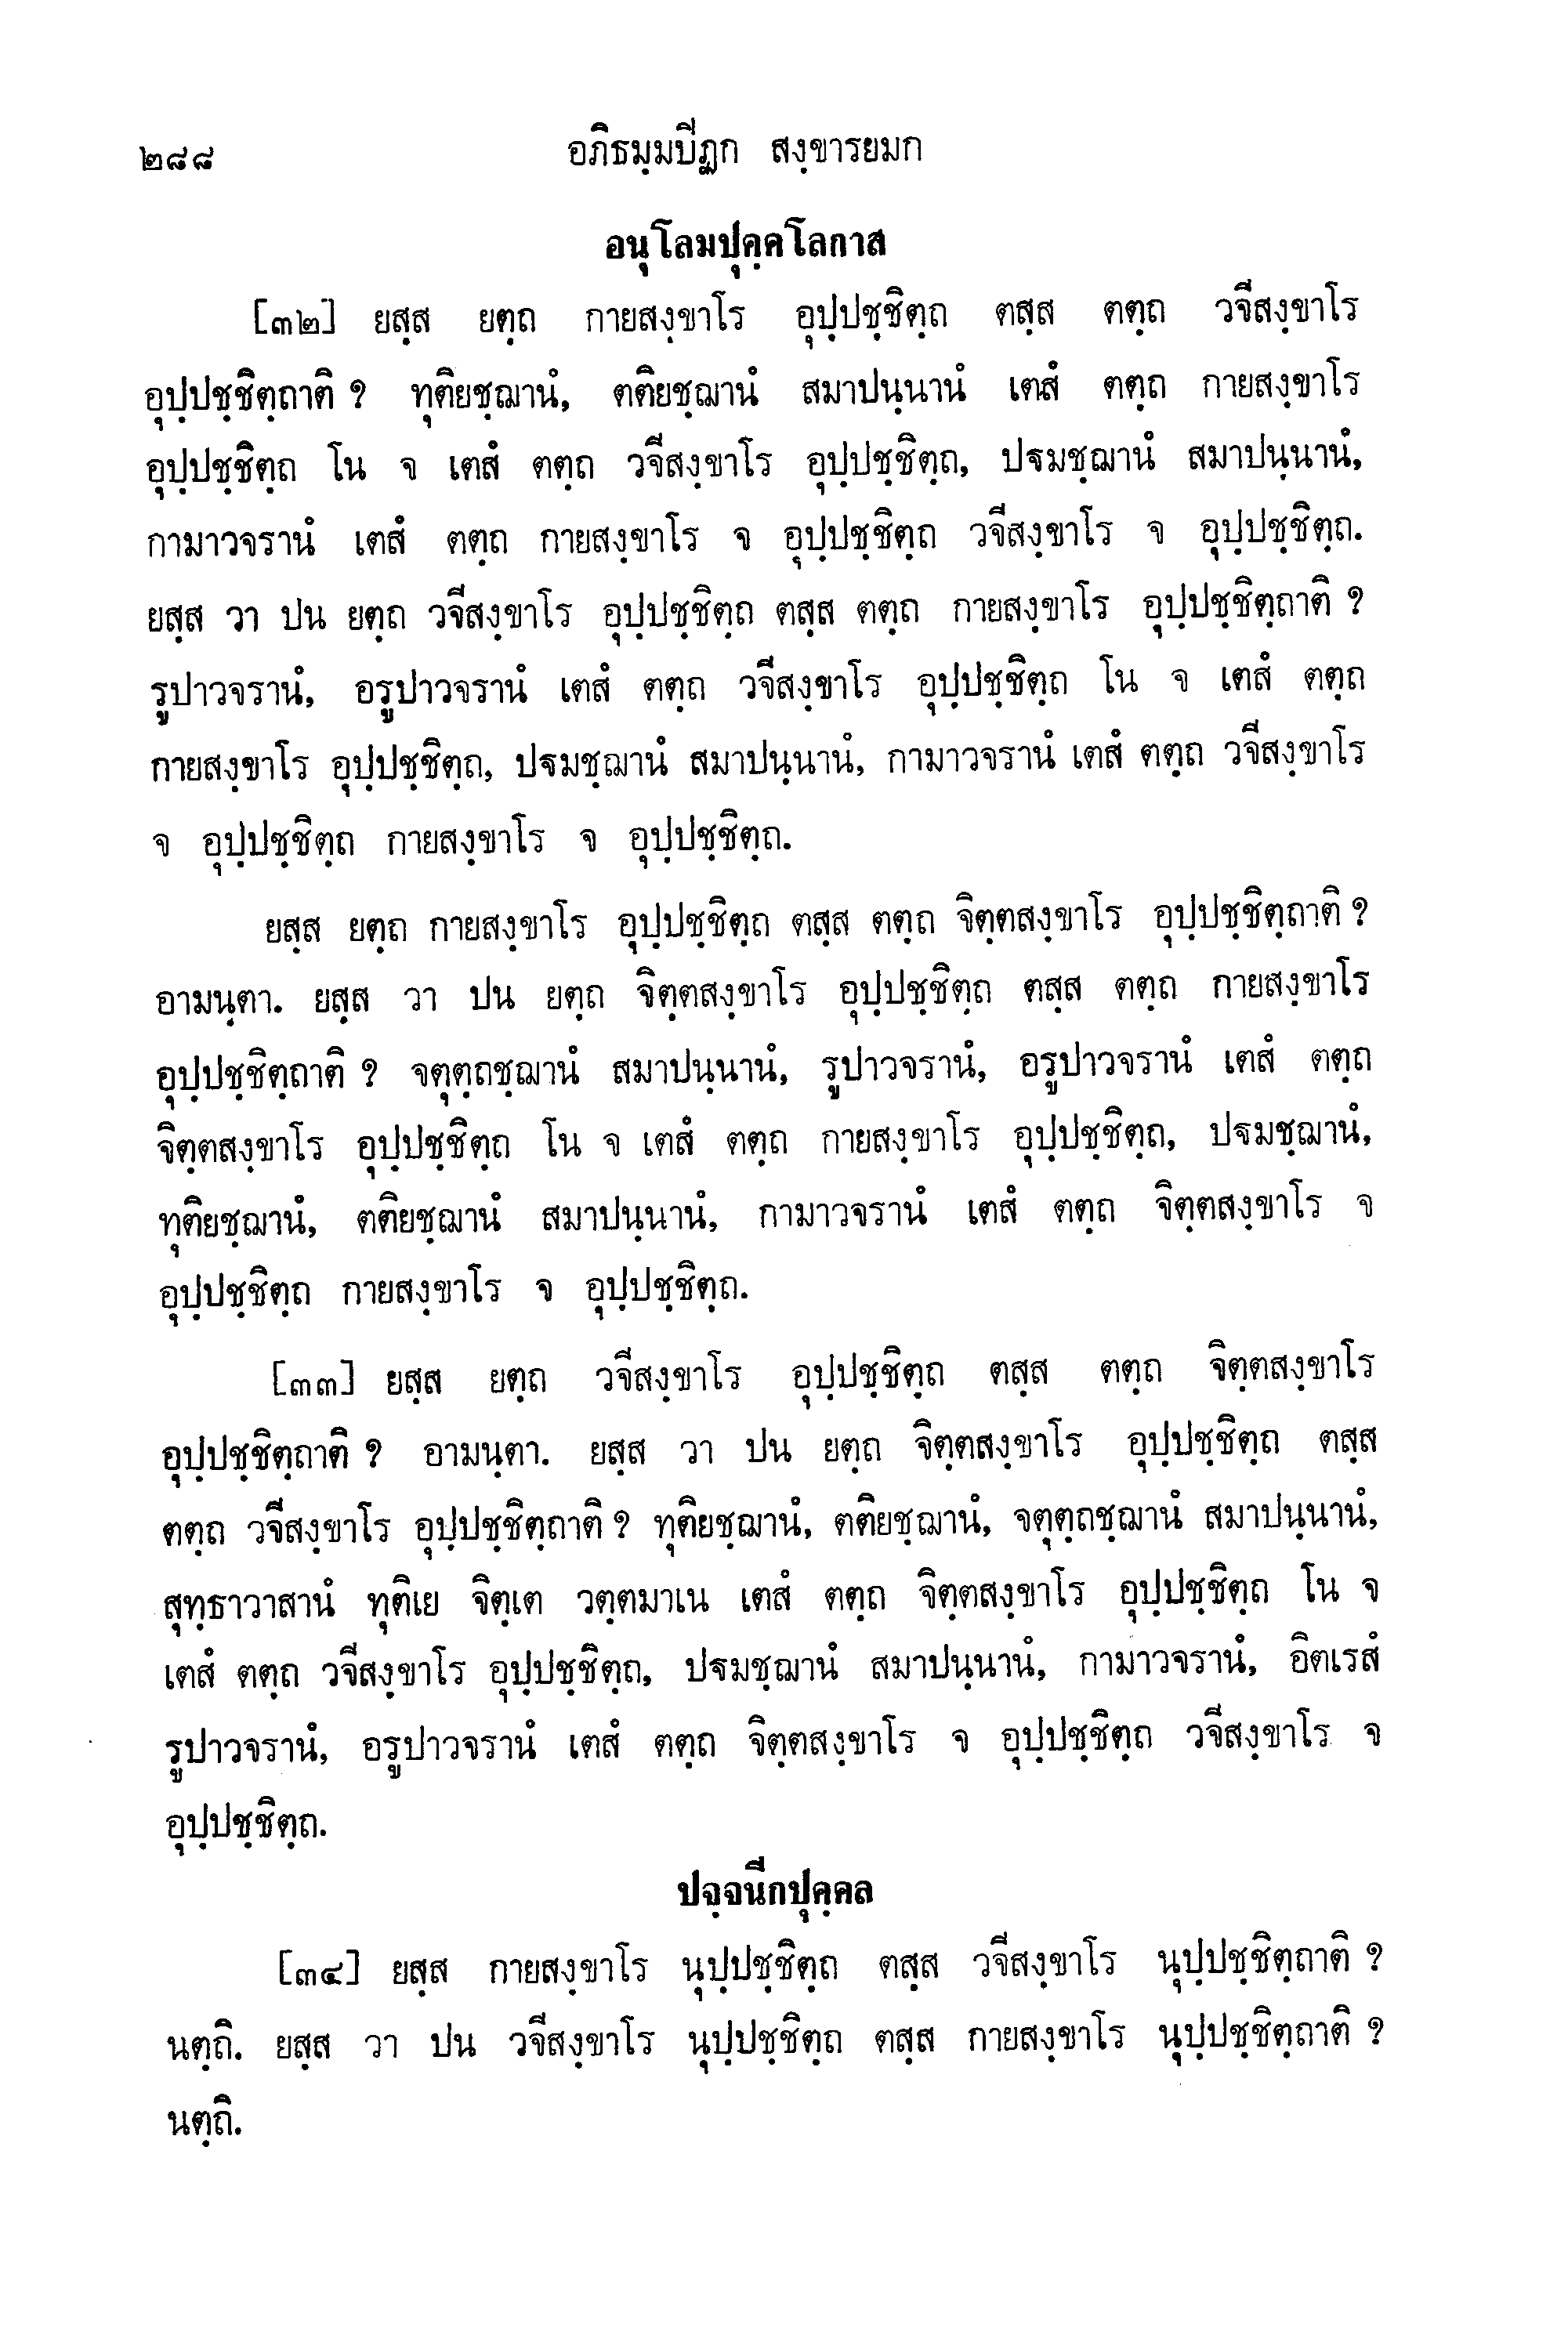 ๒๘๘ อภิธมฺมปีฏก สงฺขารยมก
อนุโลมปุคฺคโลกาส
[๓๒] ยสฺส ยตฺถ กายสงฺขาโร อุปฺปชฺชิตฺถ ตสฺส ตตฺถ วจีสงฺขาโร
อุปฺปชฺชิตฺถาติ ? ทุติยชฺฌานํ, ตติยชฺฌานํ สมาปนฺนานํ เตสํ ตตฺถ กายสงฺขาโร
อุปฺปชฺชิตฺถ โน จ เตสํ ตตฺถ วจีสงฺขาโร อุปฺปชฺชิตฺถ, ปฐมชฺฌานํ สมาปนฺนานํ,
กามาวจรานํ เตสํ ตตฺถ กายสงฺขาโร จ อุปฺปชฺชิตฺถ วจีสงฺขาโร จ อุปฺปชฺชิตฺถ.
ยสฺส วา ปน ยตฺถ วจีสงฺขาโร อุปฺปชฺชิตฺถ ตสฺส ตตฺถ กายสงฺขาโร อุปฺปชฺชิตฺถาติ ?
รูปาวจรานํ, อรูปาวจรานํ เตสํ ตตฺถ วจีสงฺขาโร อุปฺปชฺชิตฺถ โน จ เตสํ ตตฺถ
กายสงฺขาโร อุปฺปชฺชิตฺถ, ปฐมชฺฌานํ สมาปนฺนานํ, กามาวจรานํ เตสํ ตตฺถ วจีสงฺขาโร
จ อุปฺปชฺชิตฺถ กายสงฺขาโร จ อุปฺปชฺชิตฺถ.
ยสฺส ยตฺถ กายสงฺขาโร อุปฺปชฺชิตฺถ ตสฺส ตตฺถ จิตฺตสงฺขาโร อุปฺปชฺชิตฺถาติ ?
อามนฺตา. ยสฺส วา ปน ยตฺถ จิตฺตสงฺขาโร อุปฺปชฺชิตฺถ ตสฺส ตตฺถ กายสงฺขาโร
อุปฺปชฺชิตฺถาติ ? จตุตฺถชฺฌานํ สมาปนฺนานํ, รูปาวจรานํ, อรูปาวจรานํ เตสํ ตตฺถ
จิตฺตสงฺขาโร อุปฺปชฺชิตฺถ โน จ เตสํ ตตฺถ กายสงฺขาโร อุปฺปชฺชิตฺถ, ปฐมชฺฌานํ,
ทุติยชฺฌานํ, ตติยชฺฌานํ สมาปนฺนานํ, กามาวจรานํ เตสํ ตตฺถ จิตฺตสงฺขาโร จ
อุปฺปชฺชิตฺถ กายสงฺขาโร จ อุปฺปชฺชิตฺถ.
[๓๓] ยสฺส ยตฺถ วจีสงฺขาโร อุปฺปชฺชิตฺถ ตสฺส ตตฺถ จิตฺตสงฺขาโร
อุปฺปชฺชิตฺถาติ ? อามนฺตา. ยสฺส วา ปน ยตฺถ จิตฺตสงฺขาโร อุปฺปชฺชิตฺถ ตสฺส
ตตฺถ วจีสงฺขาโร อุปฺปชฺชิตฺถาติ ? ทุติยชฺฌานํ, ตติยชฺฌานํ, จตุตฺถชฺฌานํ สมาปนฺนานํ,
สุทฺธาวาสานํ ทุติเย จิตฺเต วตฺตมาเน เตสํ ตตฺถ จิตฺตสงฺขาโร อุปฺปชฺชิตฺถ โน จ
เตสํ ตตฺถ วจีสงฺขาโร อุปฺปชฺชิตฺถ, ปฐมชฺฌานํ สมาปนฺนานํ, กามาวจรานํ, อิตเรสํ
รูปาวจรานํ, อรูปาวจรานํ เตสํ ตตฺถ จิตฺตสงฺขาโร จ อุปฺปชฺชิตฺถ วจีสงฺขาโร จ
อุปฺปชฺชิตฺถ.
ปจฺจนีกปุคฺคล
[๓๔] ยสฺส กายสงฺขาโร นุปฺปชฺชิตฺถ ตสฺส วจีสงฺขาโร นุปฺปชฺชิตฺถาติ ?
นตฺถิ. ยสฺส วา ปน วจีสงฺขาโร นุปฺปชฺชิตฺถ ตสฺส กายสงฺขาโร นุปฺปชฺชิตฺถาติ ?
นตฺถิ.